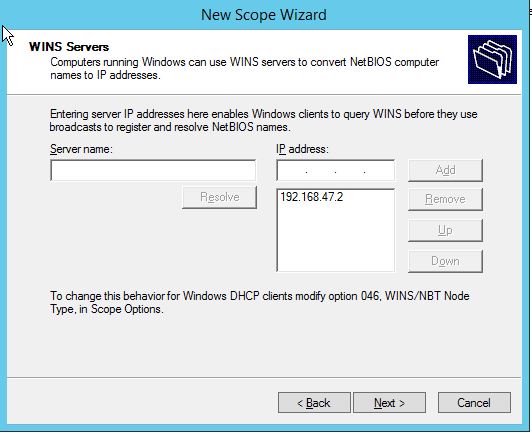 New Scope Wizard
WINS Servers
Computers running Windows can use WINS servers to convert NetBIOS computer
names to IP addresses.
Entering server IP addresses here enables Windows clients to query WINS before they use
broadcasts to register and resolve NetBIOS names.
Server name:
IP address:
. . .
Add
Resolve
192.168.47.2
Remove
Up
Down
To change this behavior for Windows DHCP clients modify option 046, WINS/NBT Node
Type, in Scope Options.
< Back
Next >
Cancel